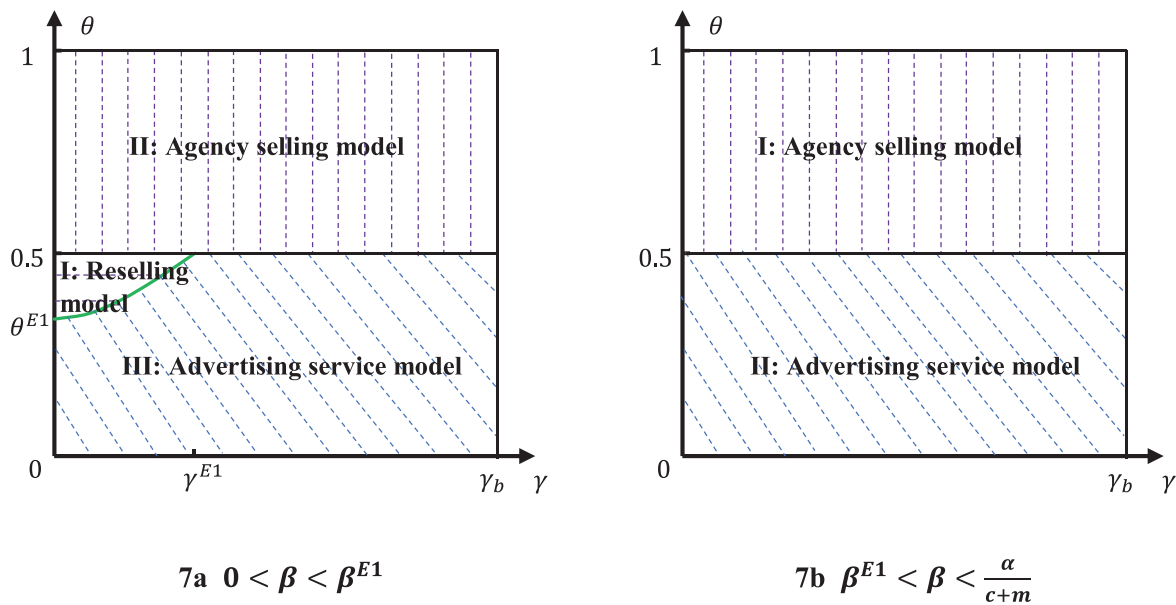 θ
1
II: Agency selling model
0.5
I: Reselling
model
θ^{E1}
III: Advertising service model
0
γ^{E1}
γ_b
γ
7a 0 < β < β^{E1}
θ
1
I: Agency selling model
0.5
II: Advertising service model
0
γ_b
γ
7b β^{E1} < β < \frac{α}{c+m}